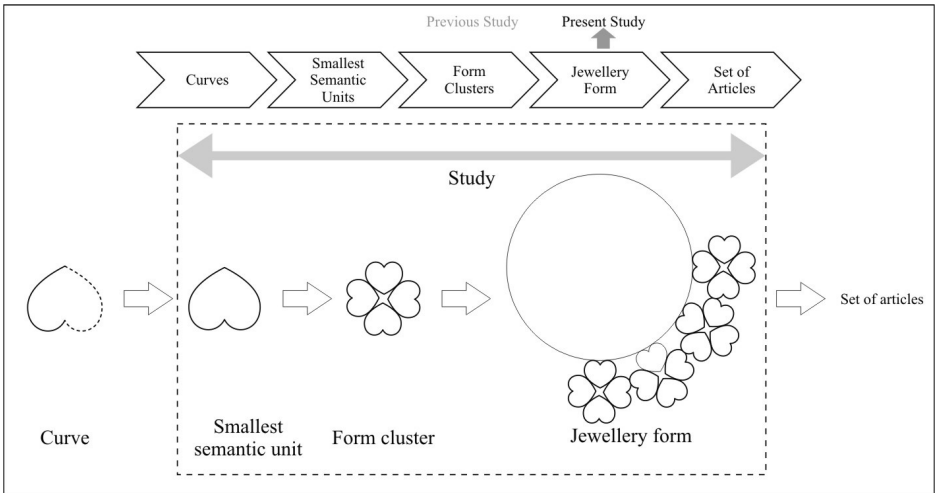 Previous Study
Present Study
Curves
Smallest
Semantic
Units
Form
Clusters
Jewellery
Form
Set of
Articles
Study
Set of articles
Curve
Smallest
semantic unit
Form cluster
Jewellery form